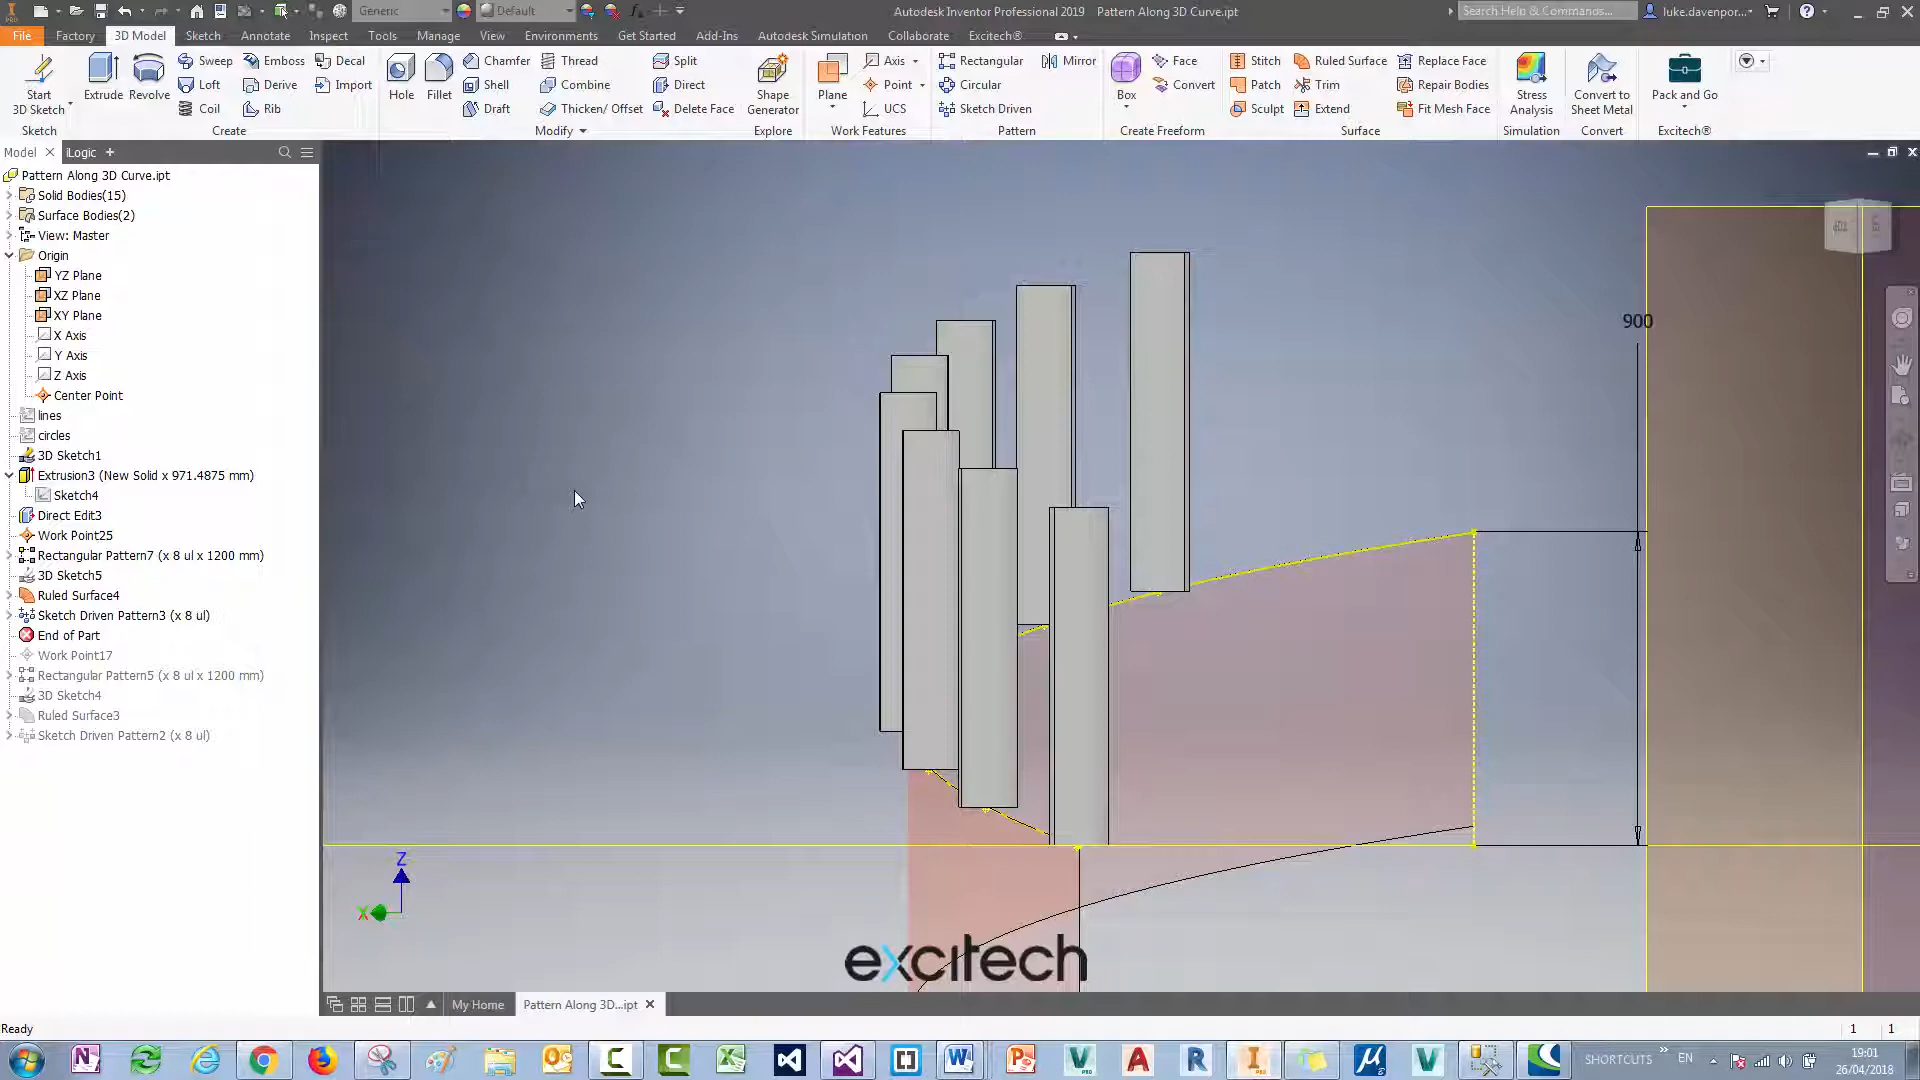 Generic
Default
Autodesk Inventor Professional 2019 Pattern Along 3D Curve.ipt
Search Help & Commands...
luke.davenpor...
File Factory 3D Model Sketch Annotate Inspect Tools Manage View Environments Get Started Add-Ins Autodesk Simulation Collaborate Excitech®
Start
3D Sketch
Extrude
Revolve
Sweep
Emboss
Decal
Loft
Derive
Import
Coil
Rib
Hole
Fillet
Chamfer
Thread
Split
Shell
Combine
Direct
Draft
Thicken/ Offset
Delete Face
Shape
Generator
Plane
Axis
Point
UCS
Rectangular
Mirror
Circular
Sketch Driven
Box
Face
Convert
Stitch
Ruled Surface
Replace Face
Patch
Trim
Repair Bodies
Sculpt
Extend
Fit Mesh Face
Stress
Analysis
Convert to
Sheet Metal
Pack and Go
Sketch Create Modify Explore Work Features Pattern Create Freeform Surface Simulation Convert Excitech®
Model iLogic
Pattern Along 3D Curve.ipt
Solid Bodies(15)
Surface Bodies(2)
View: Master
Origin
YZ Plane
XZ Plane
XY Plane
X Axis
Y Axis
Z Axis
Center Point
lines
circles
3D Sketch1
Extrusion3 (New Solid x 971.4875 mm)
Sketch4
Direct Edit3
Work Point25
Rectangular Pattern7 (x 8 ul x 1200 mm)
3D Sketch5
Ruled Surface4
Sketch Driven Pattern3 (x 8 ul)
End of Part
Work Point17
Rectangular Pattern5 (x 8 ul x 1200 mm)
3D Sketch4
Ruled Surface3
Sketch Driven Pattern2 (x 8 ul)
900
Z
X
excitech
My Home
Pattern Along 3D...ipt
Ready
1 1
SHORTCUTS
EN
19:01
26/04/2018